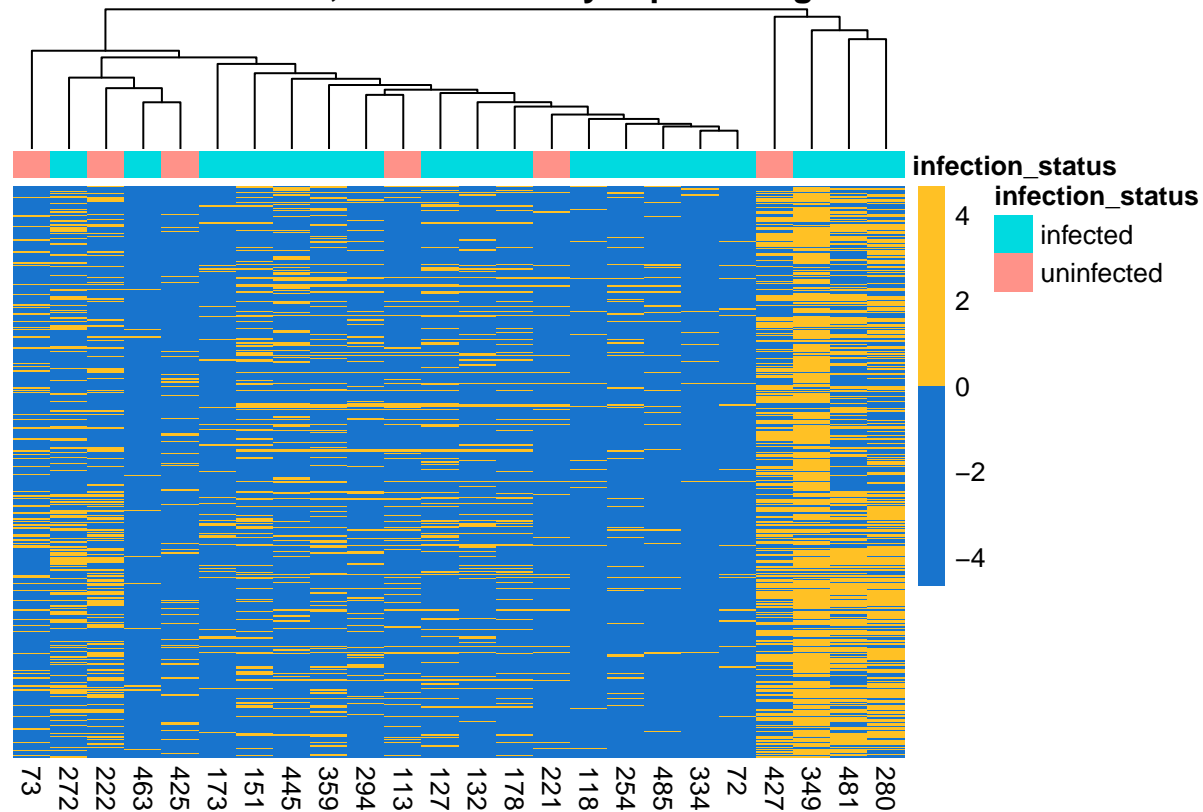 infection_status
infection_status
infected
uninfected
4
2
0
−2
−4
73 272 222 463 425 173 151 445 359 294 113 127 132 178 221 118 254 485 334 72 427 349 481 280